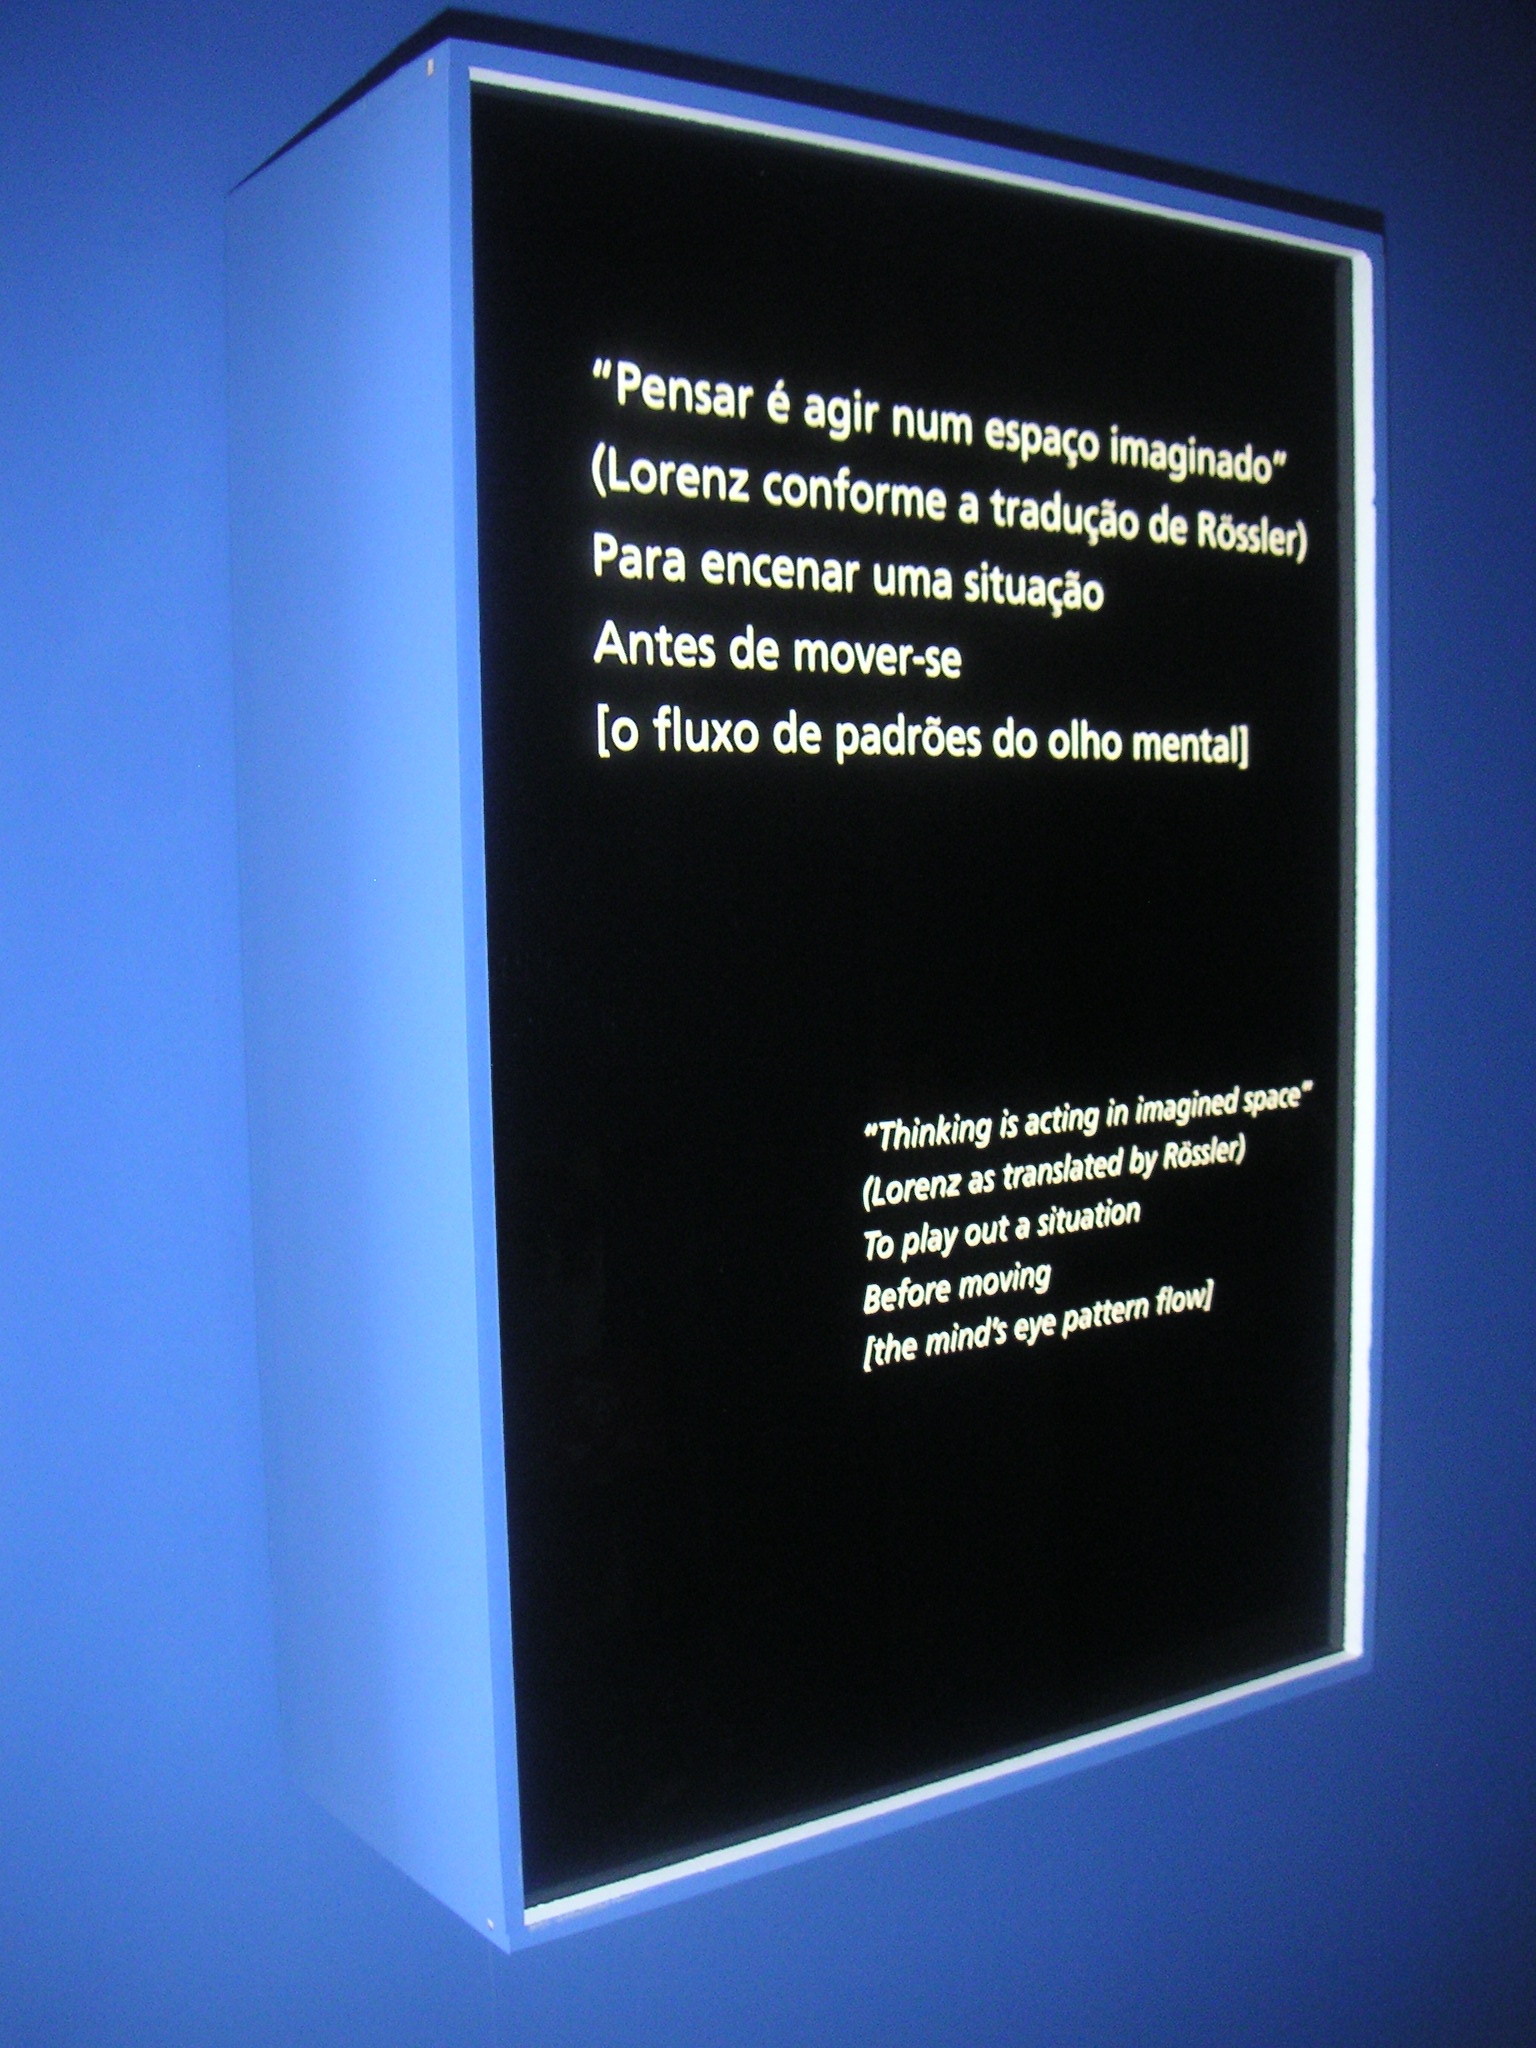 “Pensar é agir num espaço imaginado”
(Lorenz conforme a tradução de Rössler)
Para encenar uma situação
Antes de mover-se
[o fluxo de padrões do olho mental]
“Thinking is acting in imagined space”
(Lorenz as translated by Rössler)
To play out a situation
Before moving
[the mind’s eye pattern flow]